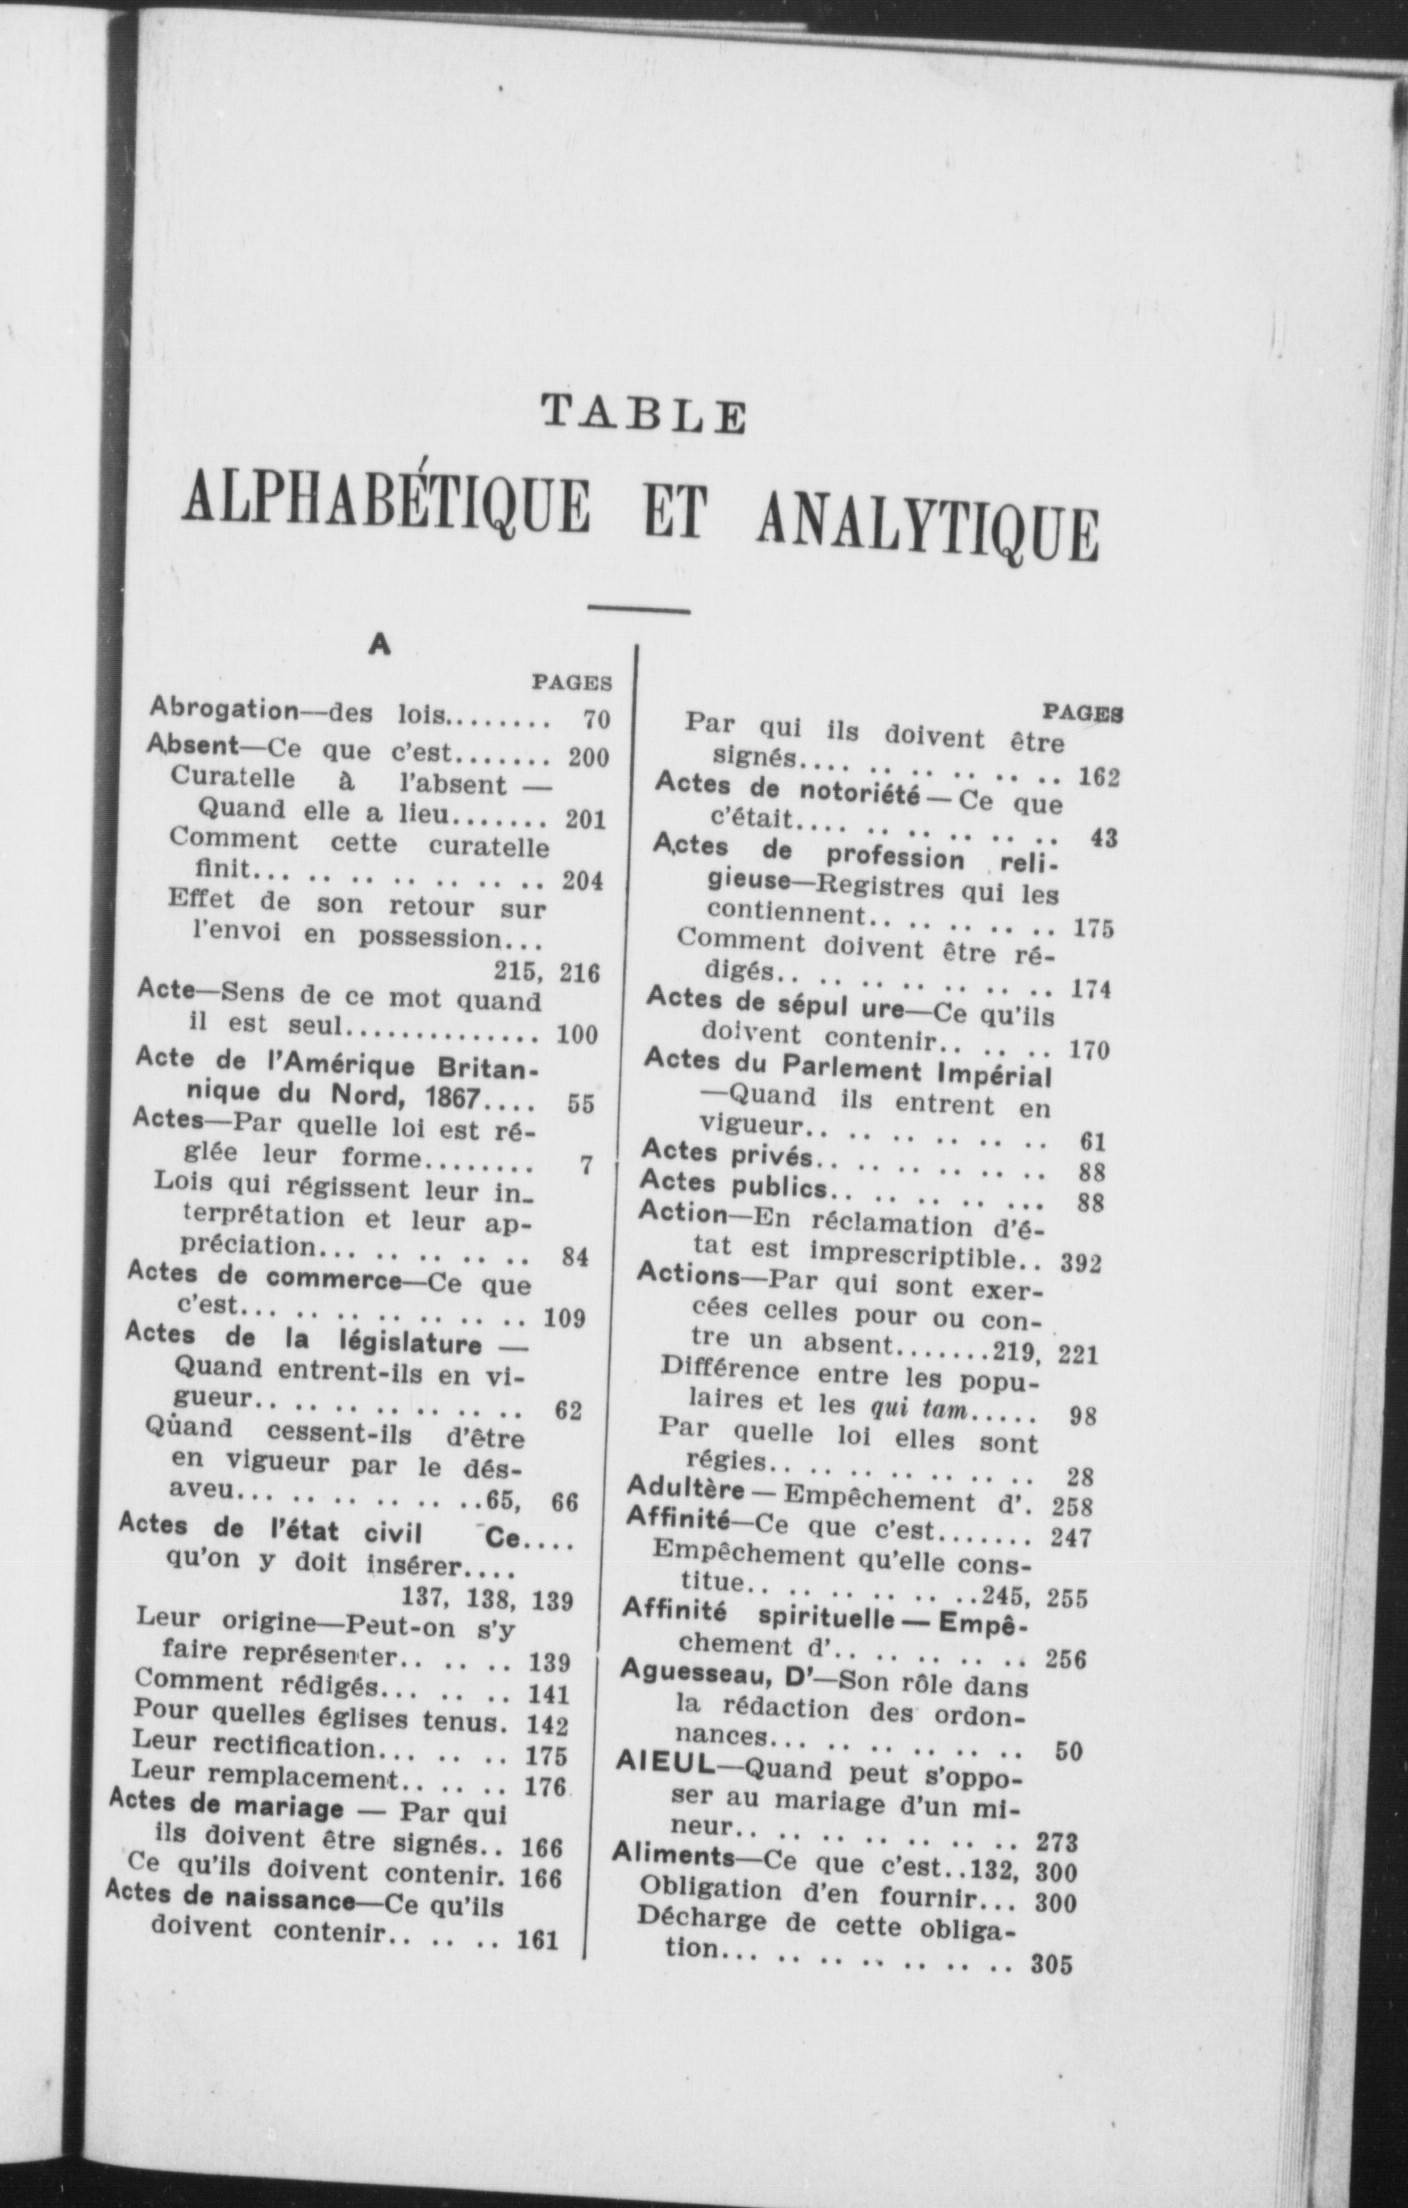 TABLE
ALPHABÉTIQUE ET ANALYTIQUE
A
PAGES
Abrogation—des lois........ 70
Absent—Ce que c'est....... 200
Curatelle à l'absent —
Quand elle a lieu....... 201
Comment cette curatelle
finit... .. .. .. .. .. .. 204
Effet de son retour sur
l'envoi en possession...
215, 216
Acte—Sens de ce mot quand
il est seul.............. 100
Acte de l'Amérique Britan-
nique du Nord, 1867.... 55
Actes—Par quelle loi est ré-
glée leur forme........ 7
Lois qui régissent leur in-
terprétation et leur ap-
préciation... .. .. .. .. 84
Actes de commerce—Ce que
c'est... .. .. .. .. .. .. 109
Actes de la législature —
Quand entrent-ils en vi-
gueur.. .. .. .. .. .. .. 62
Quand cessent-ils d'être
en vigueur par le dés-
aveu... .. .. .. .. ..65, 66
Actes de l'état civil Ce....
qu'on y doit insérer....
137, 138, 139
Leur origine—Peut-on s'y
faire représenter.. .. .. 139
Comment rédigés... .. .. 141
Pour quelles églises tenus. 142
Leur rectification... .. .. 175
Leur remplacement.. .. .. 176
Actes de mariage — Par qui
ils doivent être signés.. 166
Ce qu'ils doivent contenir. 166
Actes de naissance—Ce qu'ils
doivent contenir.. .. .. 161
PAGES
Par qui ils doivent être
signés.... .. .. .. .. .. 162
Actes de notoriété—Ce que
c'était.... .. .. .. .. .. 43
Actes de profession reli-
gieuse—Registres qui les
contiennent.. .. .. .. .. 175
Comment doivent être ré-
digés.. .. .. .. .. .. .. 174
Actes de sépul ure—Ce qu'ils
doivent contenir.. .. .. 170
Actes du Parlement Impérial
—Quand ils entrent en
vigueur.. .. .. .. .. .. 61
Actes privés.. .. .. .. .. .. 88
Actes publics.. .. .. .. ... 88
Action—En réclamation d'é-
tat est imprescriptible.. 392
Actions—Par qui sont exer-
cées celles pour ou con-
tre un absent.......219, 221
Différence entre les popu-
laires et les qui tam..... 98
Par quelle loi elles sont
régies.. .. .. .. .. .. .. 28
Adultère — Empêchement d'. 258
Affinité—Ce que c'est....... 247
Empêchement qu'elle cons-
titue.. .. .. .. .. ..245, 255
Affinité spirituelle — Empê-
chement d'.. .. .. .. .. 256
Aguesseau, D'—Son rôle dans
la rédaction des ordon-
nances... .. .. .. .. .. 50
AIEUL—Quand peut s'oppo-
ser au mariage d'un mi-
neur.. .. .. .. .. .. .. 273
Aliments—Ce que c'est..132, 300
Obligation d'en fournir... 300
Décharge de cette obliga-
tion... .. .. .. .. .. .. 305